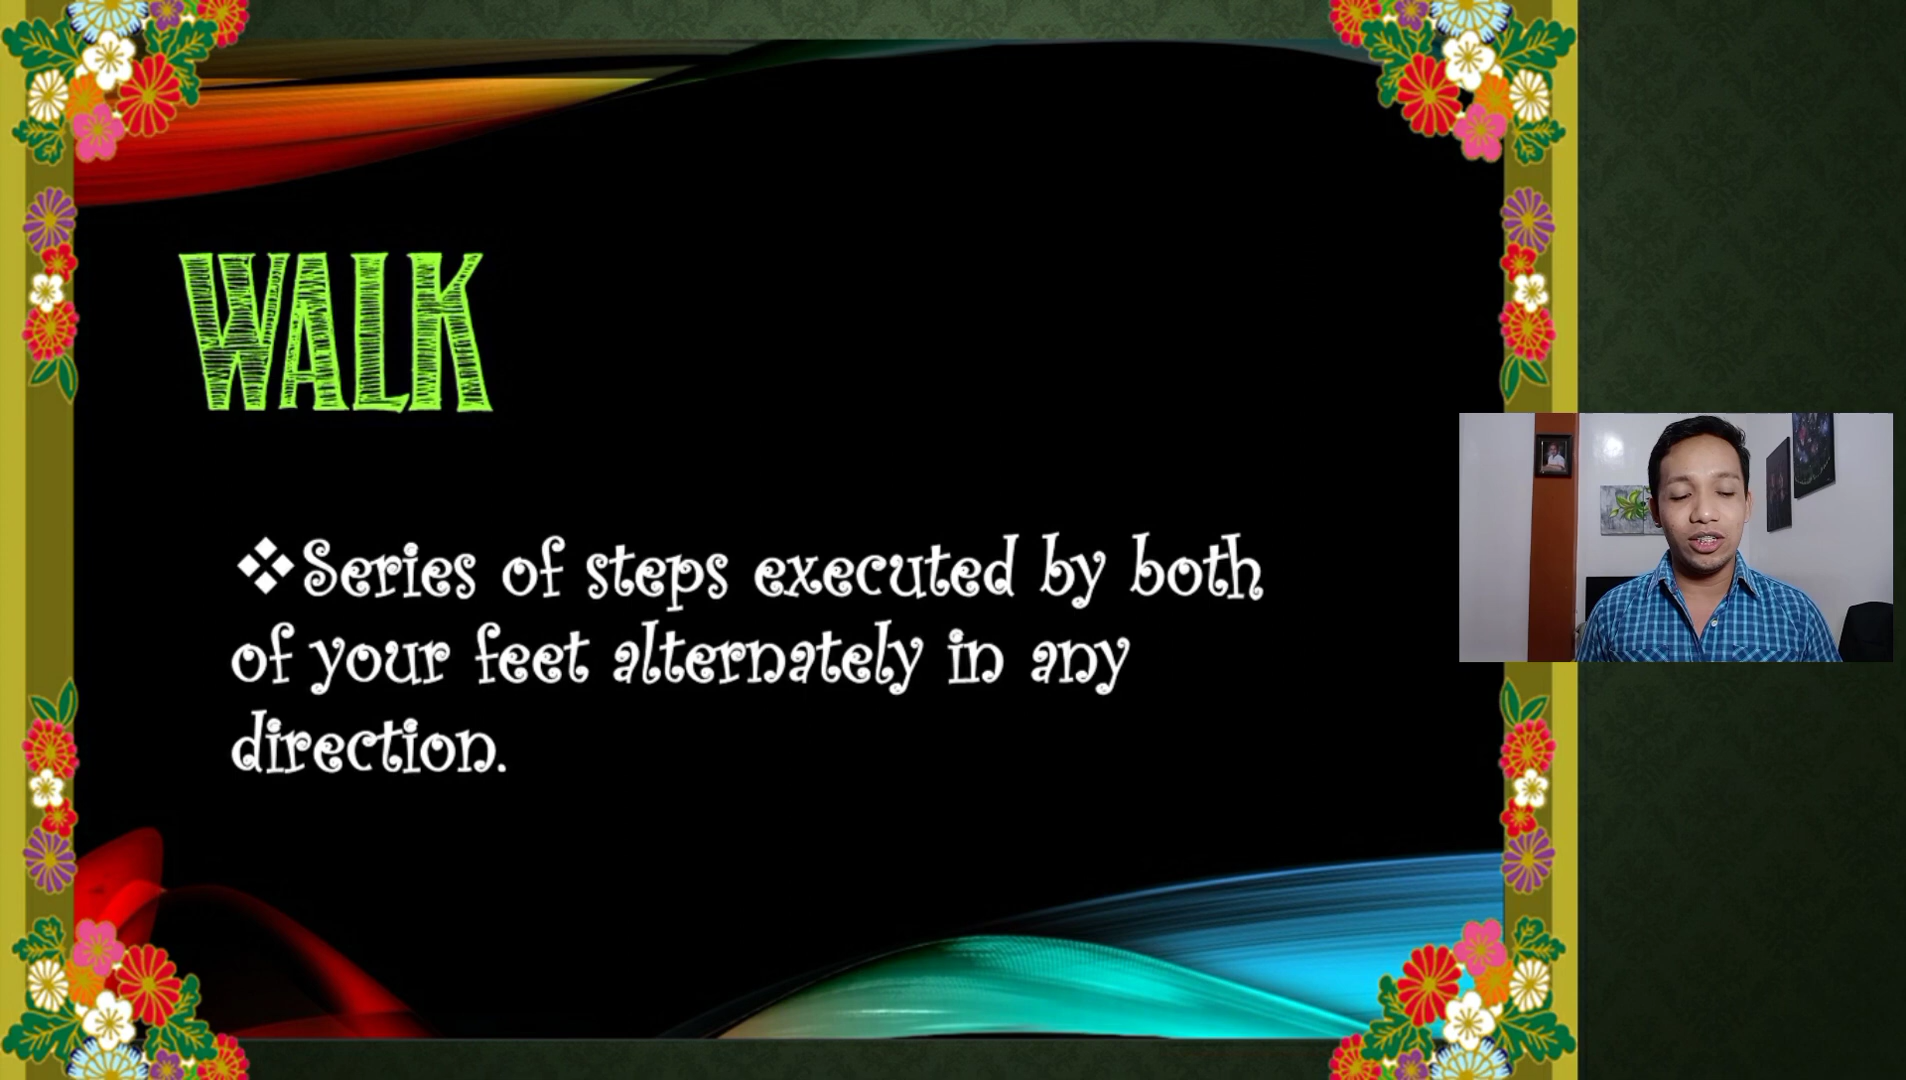 WALK
❖Series of steps executed by both
of your feet alternately in any
direction.